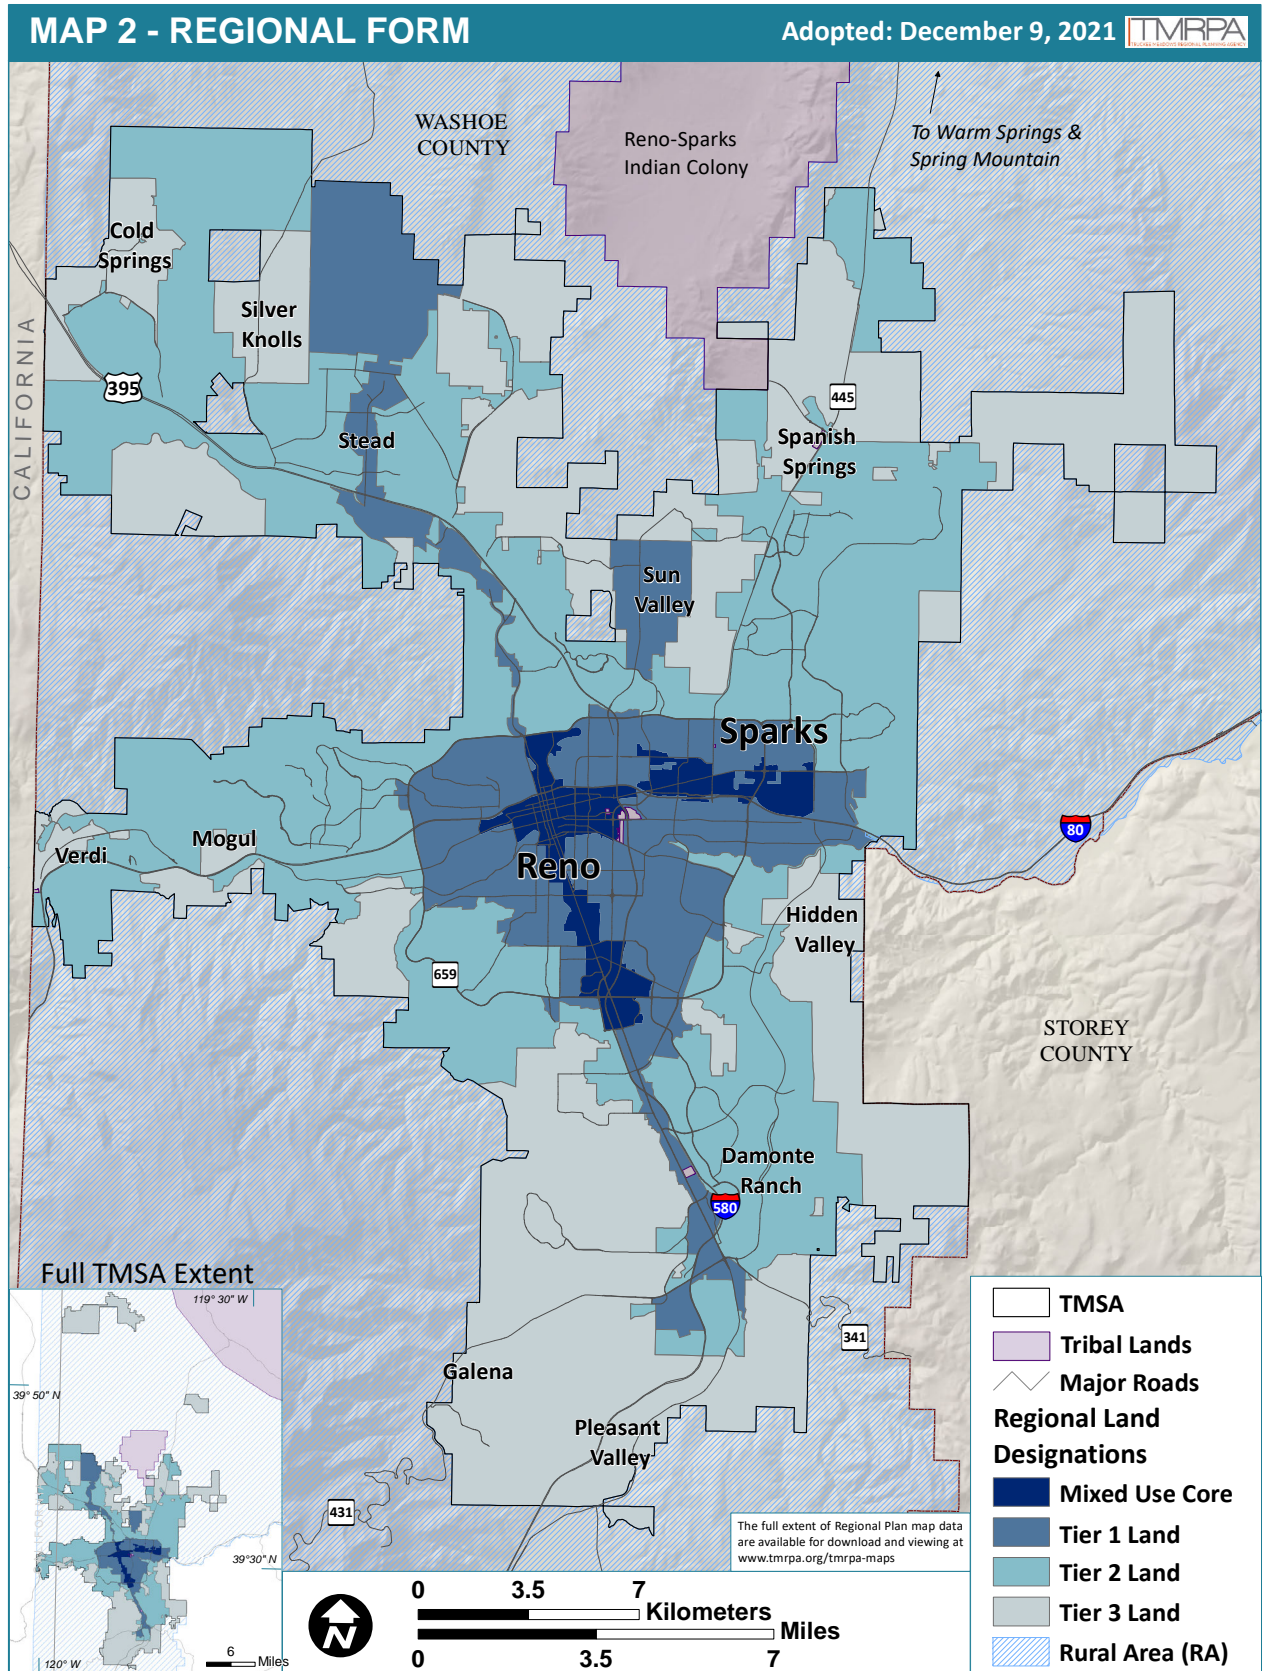 MAP 2 - REGIONAL FORM
Adopted: December 9, 2021
TMRPA
TRUCKEE MEADOWS REGIONAL PLANNING AGENCY
WASHOE
COUNTY
Reno-Sparks
Indian Colony
To Warm Springs &
Spring Mountain
Cold
Springs
Silver
Knolls
CALIFORNIA
395
445
Stead
Spanish
Springs
Sun
Valley
Sparks
80
Mogul
Verdi
Reno
Hidden
Valley
659
STOREY
COUNTY
Damonte
Ranch
580
341
Galena
Pleasant
Valley
431
Full TMSA Extent
119° 30" W
39° 50" N
39°30" N
120° W
6
Miles
TMSA
Tribal Lands
Major Roads
Regional Land
Designations
Mixed Use Core
Tier 1 Land
Tier 2 Land
Tier 3 Land
Rural Area (RA)
The full extent of Regional Plan map data
are available for download and viewing at
www.tmrpa.org/tmrpa-maps
N
0 3.5 7
Kilometers
Miles
0 3.5 7